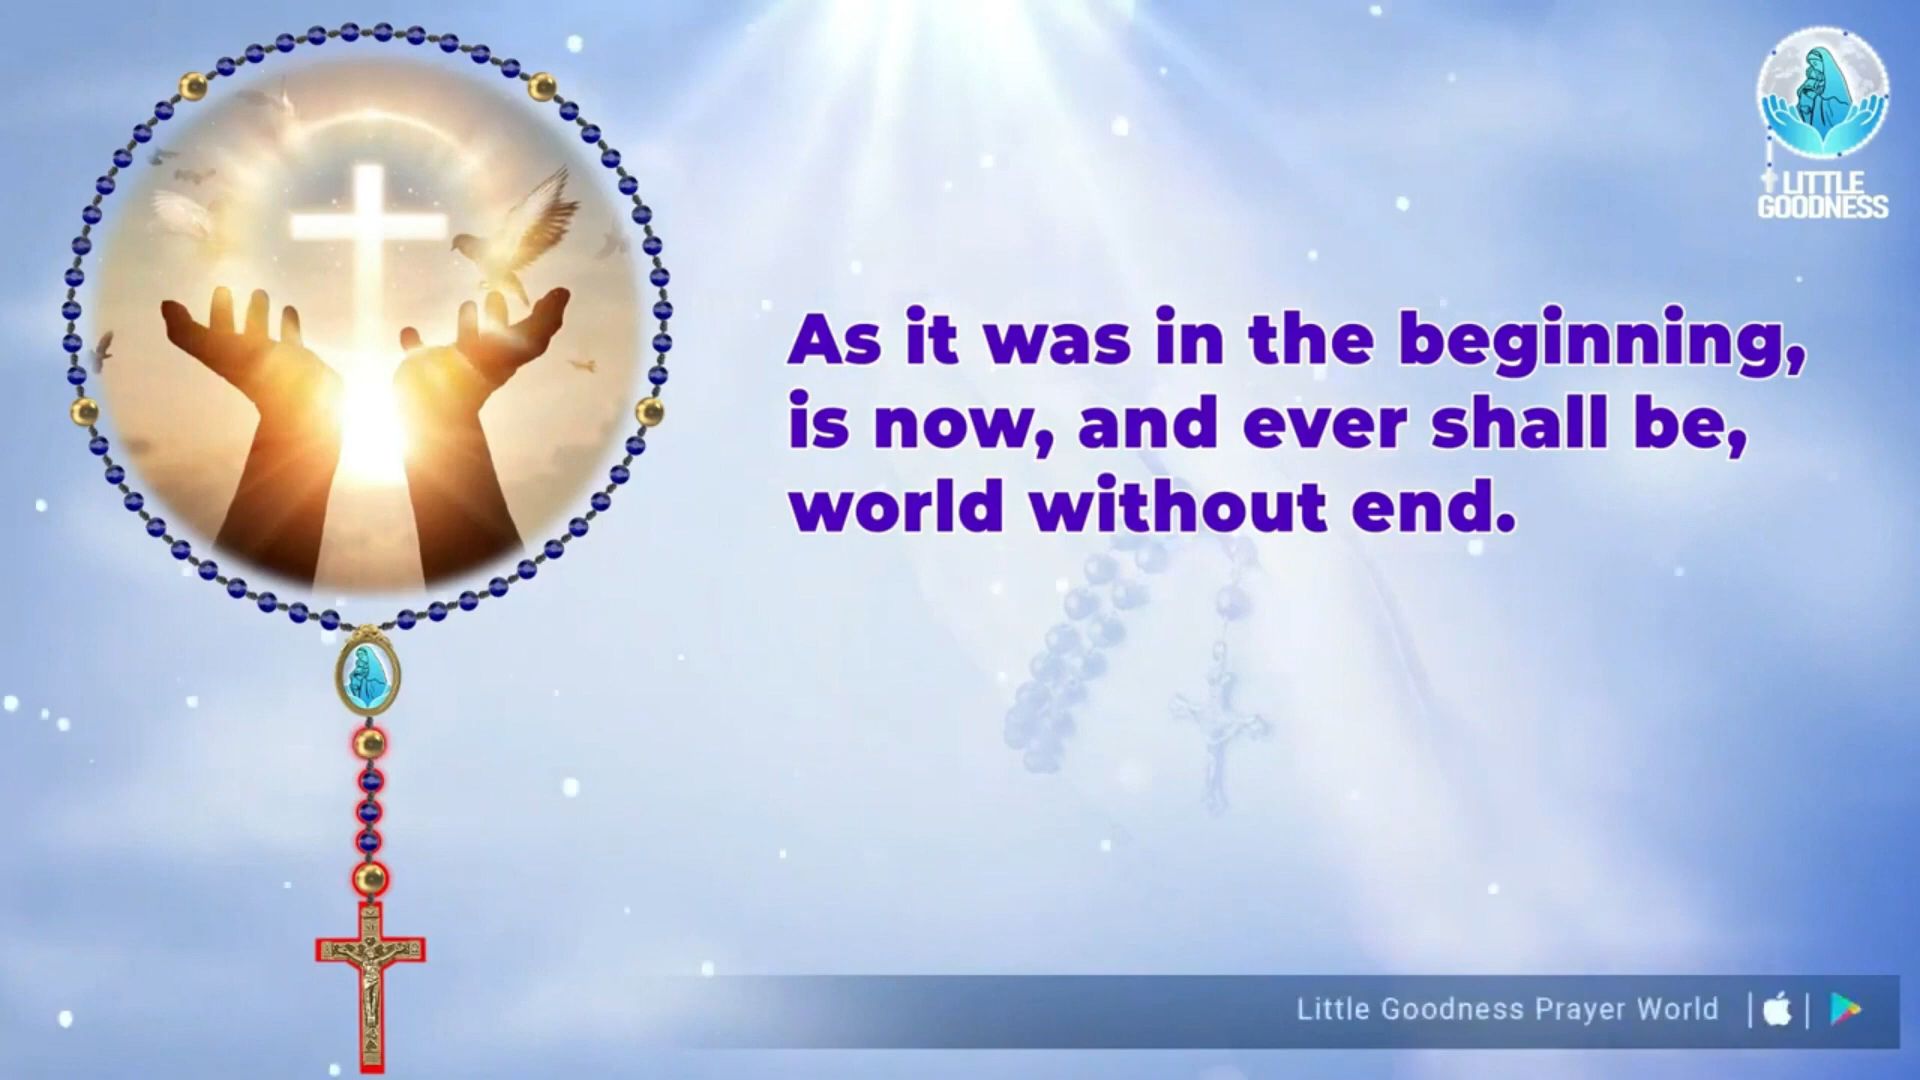 LITTLE
GOODNESS
As it was in the beginning,
is now, and ever shall be,
world without end.
Little Goodness Prayer World